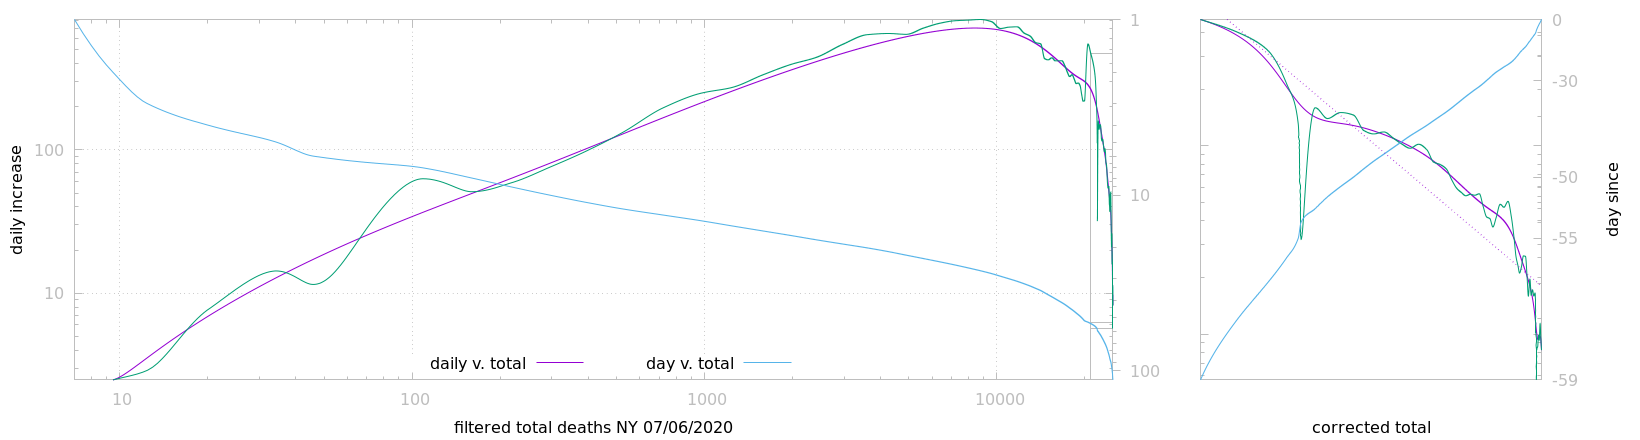 1
0
-30
100
-50
daily increase
10
day since
-55
10
daily v. total
day v. total
100
-59
10
100
1000
10000
filtered total deaths NY 07/06/2020
corrected total